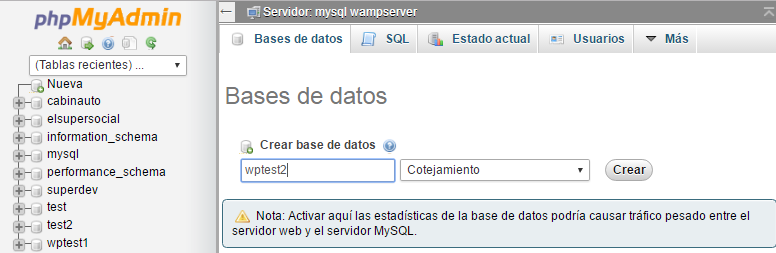 phpMyAdmin
(Tablas recientes) ...
Nueva
cabinauto
elsupersocial
information_schema
mysql
performance_schema
superdev
test
test2
wptest1
Servidor: mysql wampserver
Bases de datos
SQL
Estado actual
Usuarios
Más
Bases de datos
Crear base de datos
wptest2
Cotejamiento
Crear
Nota: Activar aquí las estadísticas de la base de datos podría causar tráfico pesado entre el
servidor web y el servidor MySQL.